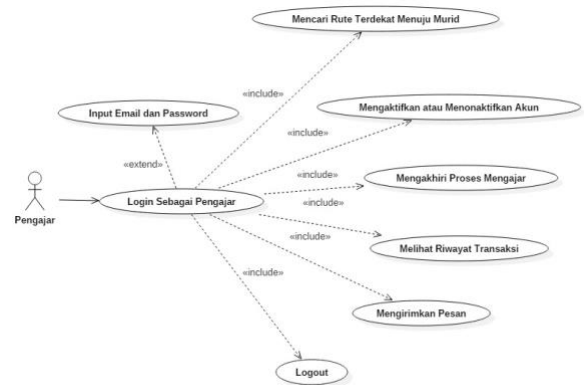 Mencari Rute Terdekat Menuju Murid
«include»
Input Email dan Password
Mengaktifkan atau Menonaktifkan Akun
«include»
«extend»
«include»
Mengakhiri Proses Mengajar
Login Sebagai Pengajar
«include»
Pengajar
«include»
Melihat Riwayat Transaksi
«include»
Mengirimkan Pesan
Logout